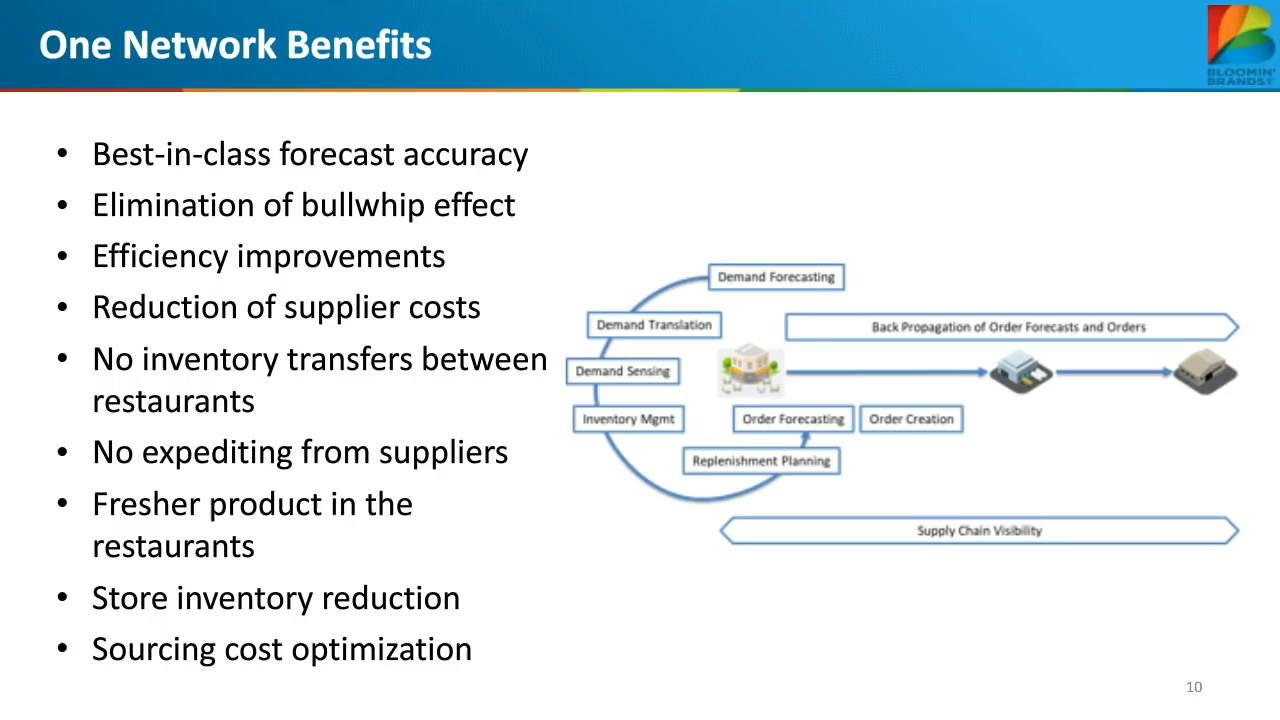 One Network Benefits
BLOOMIN'
BRANDS
• Best-in-class forecast accuracy
• Elimination of bullwhip effect
• Efficiency improvements
• Reduction of supplier costs
• No inventory transfers between
restaurants
• No expediting from suppliers
• Fresher product in the
restaurants
• Store inventory reduction
• Sourcing cost optimization
Demand Forecasting
Demand Translation
Back Propagation of Order Forecasts and Orders
Demand Sensing
Inventory Mgmt
Order Forecasting
Order Creation
Replenishment Planning
Supply Chain Visibility
10